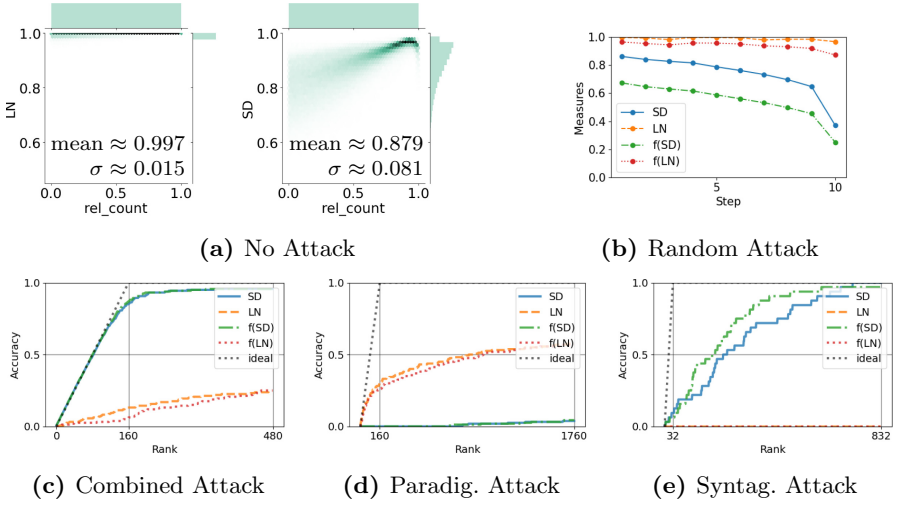 LN
1.0
0.8
0.6
mean ≈ 0.997
σ ≈ 0.015
0.0
0.5
1.0
rel_count
SD
1.0
0.8
0.6
mean ≈ 0.879
σ ≈ 0.081
0.0
0.5
1.0
rel_count
(a) No Attack
Measures
1.0
0.8
0.6
0.4
0.2
0.0
SD
LN
f(SD)
f(LN)
5
10
Step
(b) Random Attack
Accuracy
1.0
0.5
0.0
SD
LN
f(SD)
f(LN)
ideal
0
160
480
Rank
(c) Combined Attack
Accuracy
1.0
0.5
0.0
SD
LN
f(SD)
f(LN)
ideal
160
1760
Rank
(d) Paradig. Attack
Accuracy
1.0
0.5
0.0
SD
LN
f(SD)
f(LN)
ideal
32
832
Rank
(e) Syntag. Attack